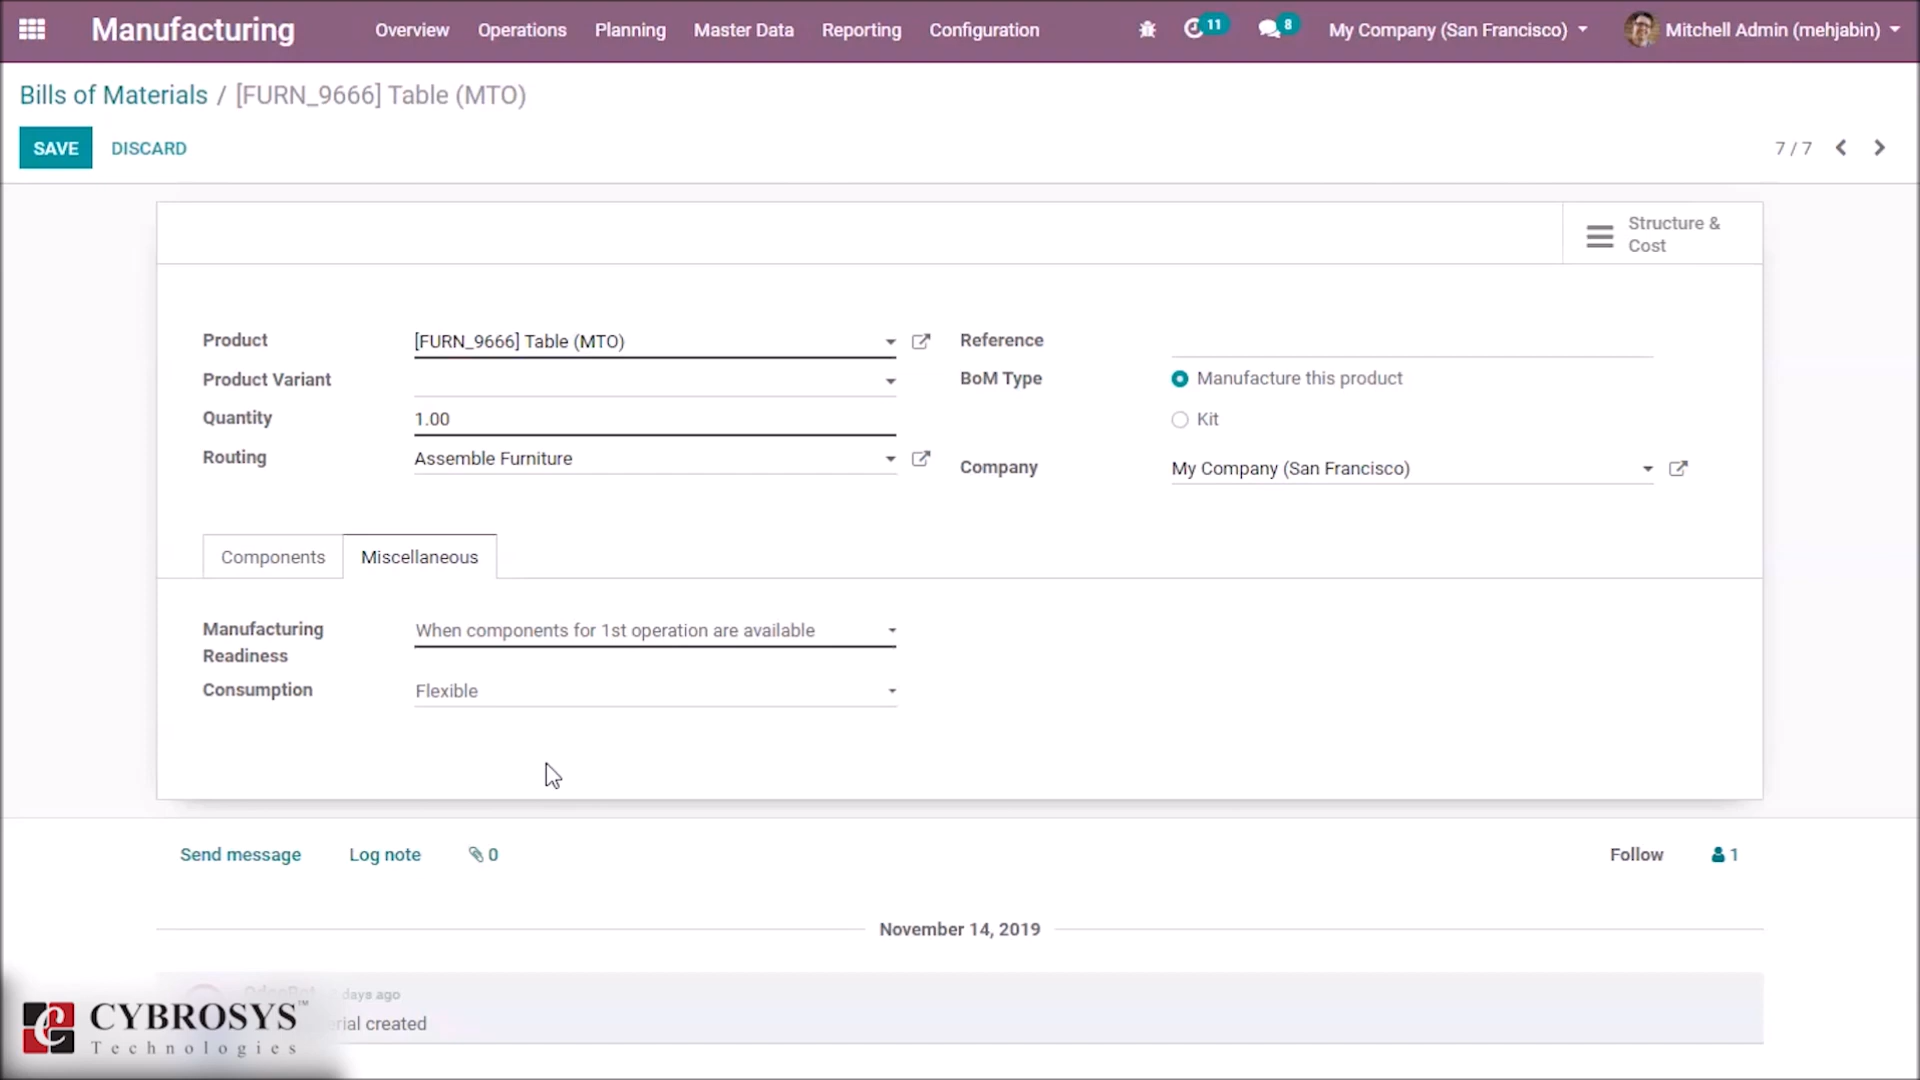 Manufacturing Overview Operations Planning Master Data Reporting Configuration 11 8 My Company (San Francisco) Mitchell Admin (mehjabin)
Bills of Materials / [FURN_9666] Table (MTO)
SAVE DISCARD 7 / 7
Structure &
Cost
Product [FURN_9666] Table (MTO)
Product Variant
Quantity 1.00
Routing Assemble Furniture
Reference
BoM Type Manufacture this product
Kit
Company My Company (San Francisco)
Components Miscellaneous
Manufacturing
Readiness When components for 1st operation are available
Consumption Flexible
Send message Log note 0 Follow 1
November 14, 2019
OdooBot days ago
rial created
CYBROSYS™
Technologies